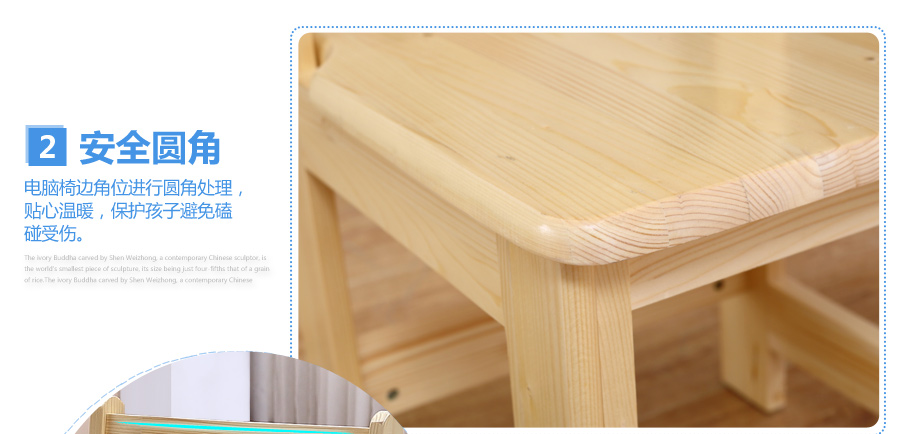 2 安全圆角
电脑椅边角位进行圆角处理，
贴心温暖，保护孩子避免磕
碰受伤。
The ivory Buddha carved by Shen Weizhong, a contemporary Chinese sculptor, is
the world's smallest piece of sculpture, its size being just four-fifths that of a grain
of rice.The ivory Buddha carved by Shen Weizhong, a contemporary Chinese